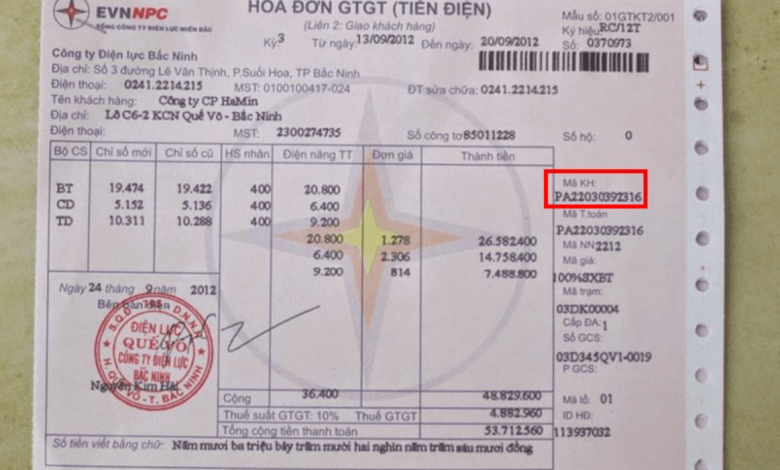 EVNNPC
TỔNG CÔNG TY ĐIỆN LỰC MIỀN BẮC
HÓA ĐƠN GTGT (TIỀN ĐIỆN)
(Liên 2: Giao khách hàng)
Kỳ: 3 Từ ngày: 13/09/2012 Đến ngày: 20/09/2012
Mẫu số: 01GTKT2/001
Ký hiệu: RC/12T
Số: 0370973
Công ty Điện lực Bắc Ninh
Địa chỉ: Số 3 đường Lê Văn Thịnh, P.Suối Hoa, TP Bắc Ninh
Điện thoại: 0241.2214.215 MST: 0100100417-024 ĐT sửa chữa: 0241.2214.215
Tên khách hàng: Công ty CP HaMin
Địa chỉ: Lô C6-2 KCN Quế Võ - Bắc Ninh
Điện thoại: MST: 2300274735 Số công tơ 85011228 Số hộ: 0
Bộ CS Chỉ số mới Chỉ số cũ HS nhân Điện năng TT Đơn giá Thành tiền
BT 19.474 19.422 400 20.800
CD 5.152 5.136 400 6.400
TD 10.311 10.288 400 9.200
20.800 1.278 26.582.400
6.400 2.306 14.758.400
9.200 814 7.488.800
Mã KH:
PA22030392316
Mã T.toán
PA22030392316
Mã NN 2212
Mã giá:
100%SXBT
Mã trạm:
03DK00004
Cấp ĐA: 1
Số GCS:
03D345QV1-0019
P GCS:
Mã tổ: 01
ID HĐ:
113937032
Ngày 24 tháng 9 năm 2012
Bên bán điện
ĐIỆN LỰC
QUẾ VÕ
CÔNG TY ĐIỆN LỰC
BẮC NINH
H. QUẾ VÕ - T. BẮC NINH
Nguyễn Kim Hải
Cộng 36.400 48.829.600
Thuế suất GTGT: 10% Thuế GTGT 4.882.960
Tổng cộng tiền thanh toán 53.712.560
Số tiền viết bằng chữ: Năm mươi ba triệu bảy trăm mười hai nghìn năm trăm sáu mươi đồng